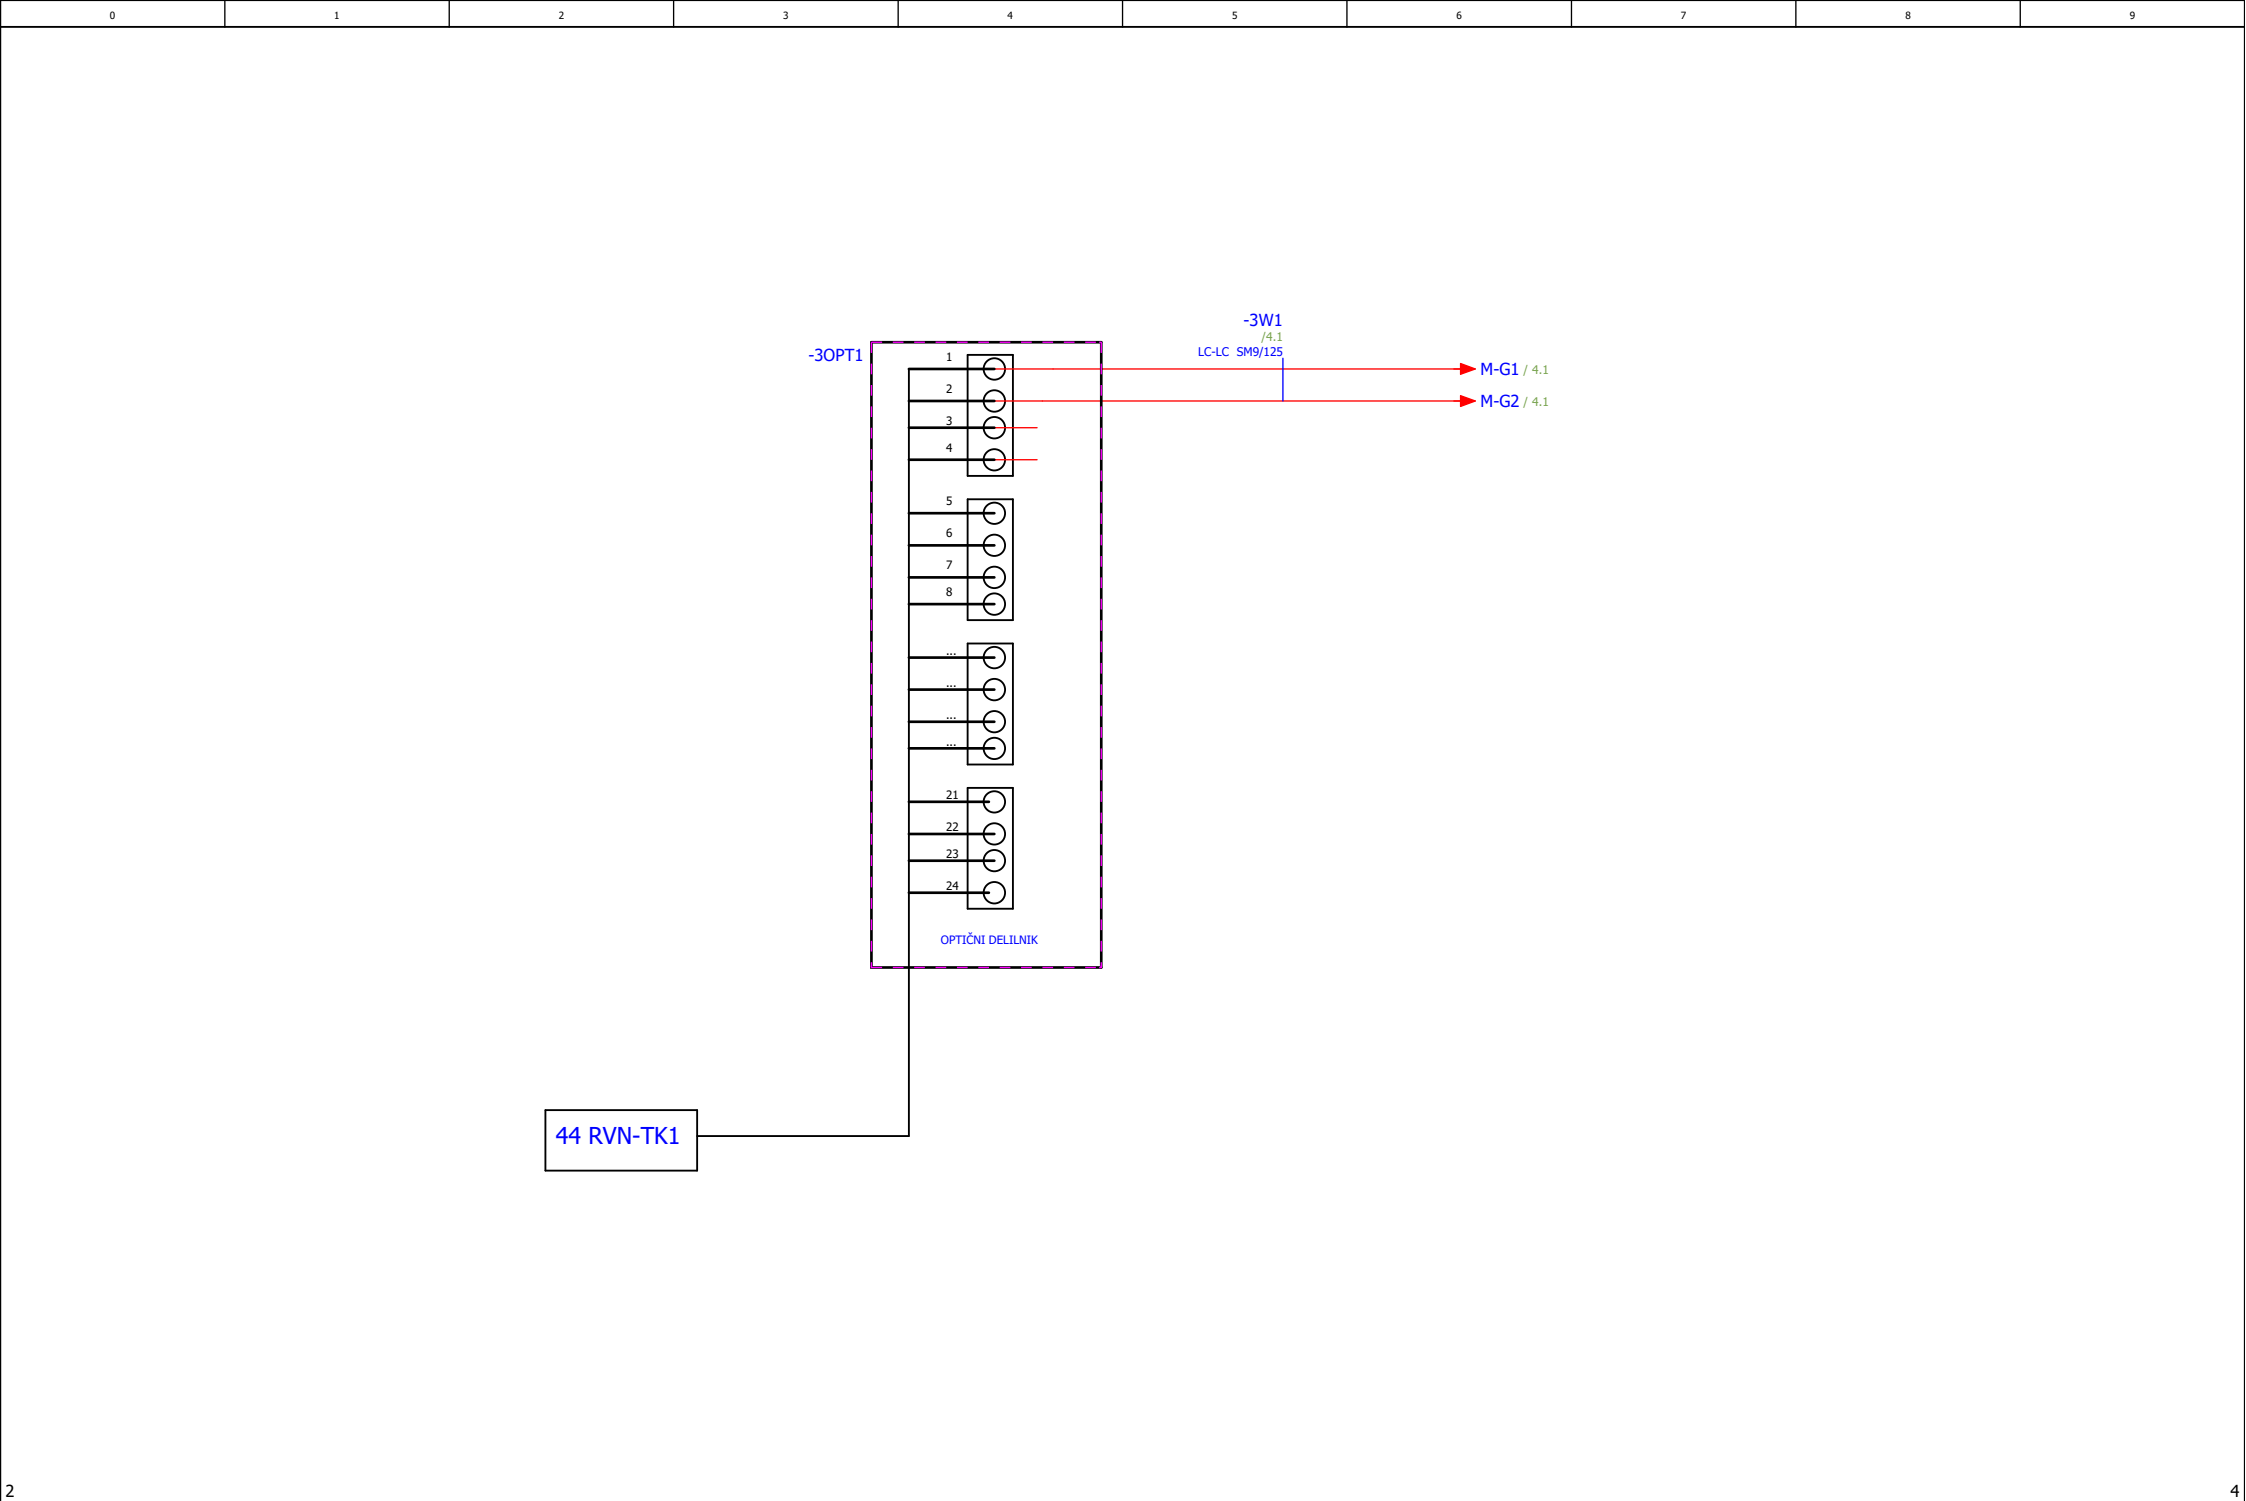 0 1 2 3 4 5 6 7 8 9
-3W1
/4.1
LC-LC SM9/125
-3OPT1
1
M-G1 / 4.1
2
M-G2 / 4.1
3
4
5
6
7
8
...
...
...
...
21
22
23
24
OPTIČNI DELILNIK
44 RVN-TK1
2
4